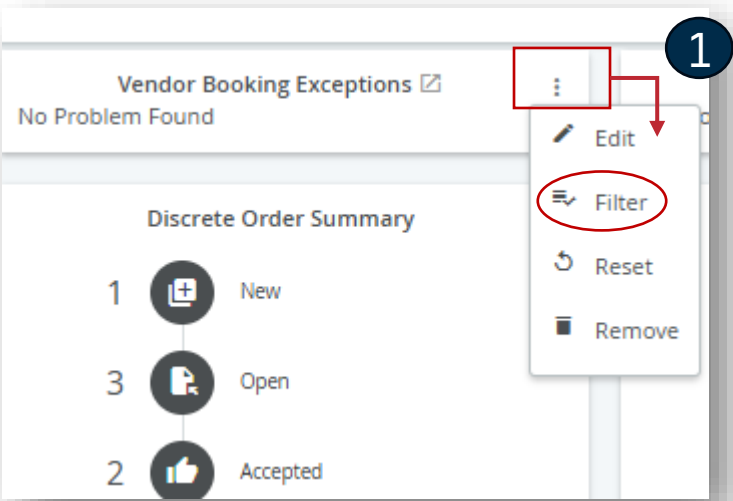 1
Vendor Booking Exceptions
No Problem Found
Edit
Filter
Reset
Remove
Discrete Order Summary
1 New
3 Open
2 Accepted